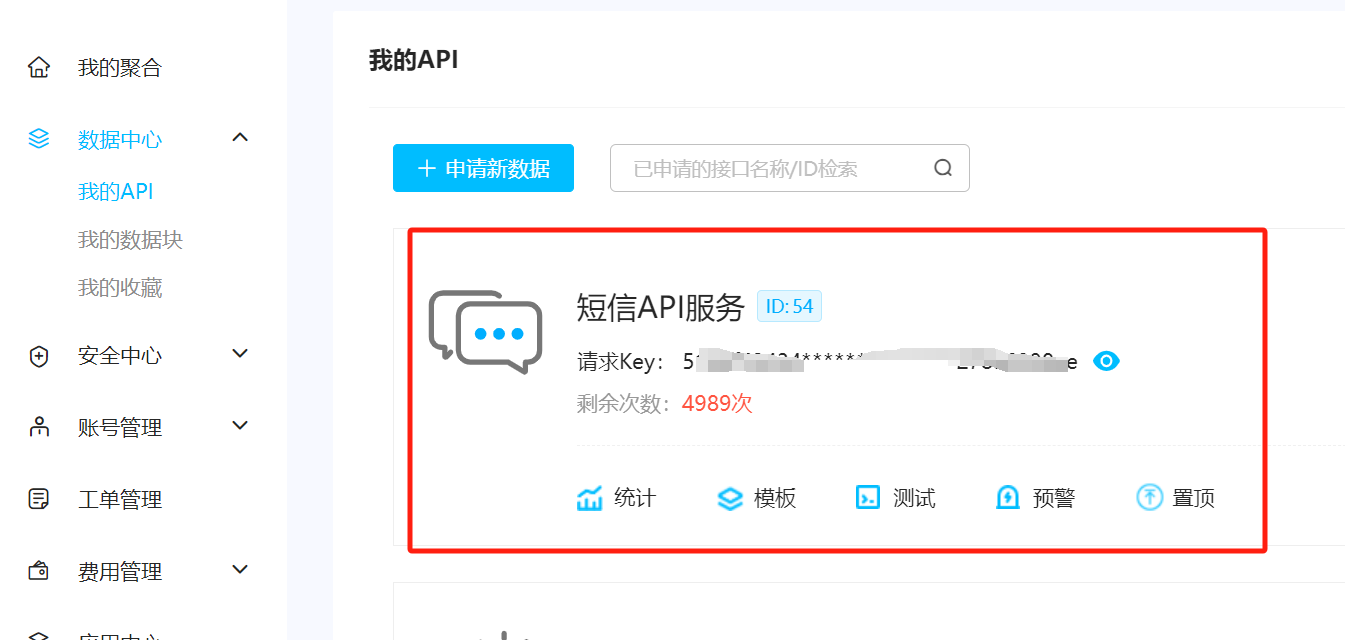 我的聚合
数据中心
我的API
我的数据块
我的收藏
安全中心
账号管理
工单管理
费用管理
我的API
申请新数据
已申请的接口名称/ID检索
短信API服务 ID: 54
请求Key：
剩余次数：4989次
统计 模板 测试 预警 置顶